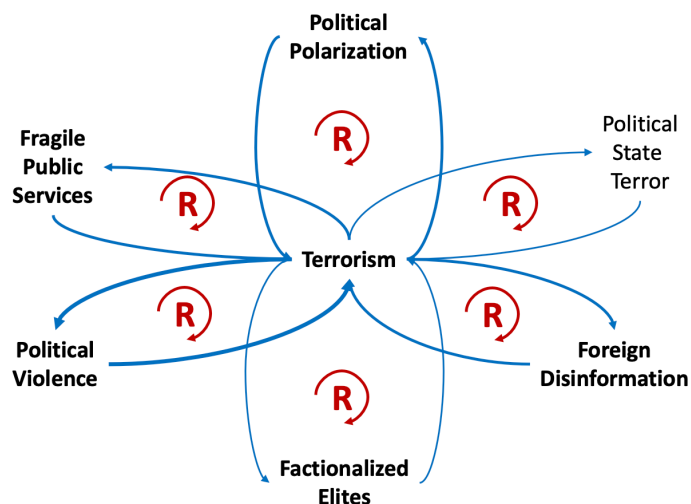 Political
Polarization
R
Fragile
Public
Services
Political
State
Terror
R
R
Terrorism
R
R
Political
Violence
Foreign
Disinformation
R
Factionalized
Elites